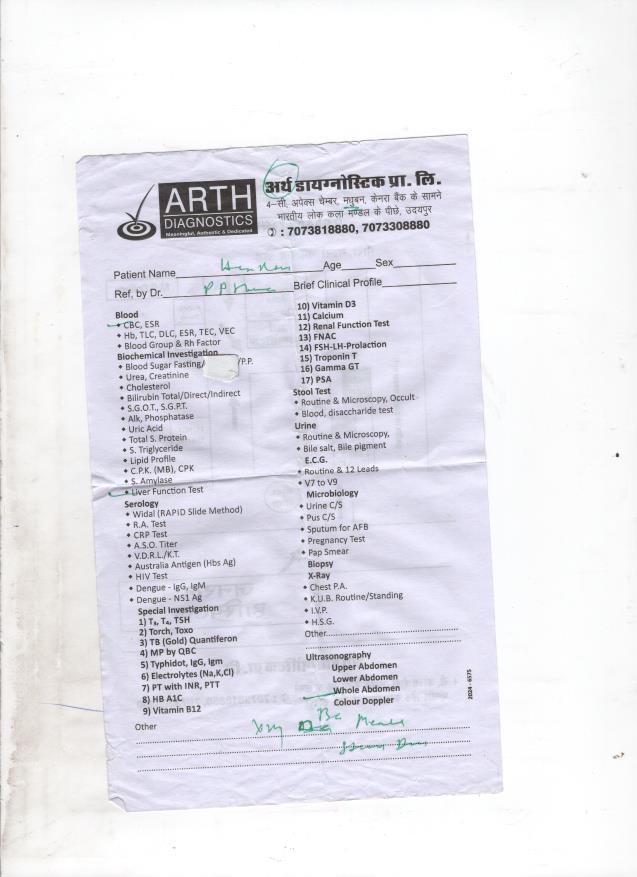 ARTH
DIAGNOSTICS
Meaningful, Authentic & Dedicated
अर्थ डायग्नोस्टिक प्रा. लि.
4–सी, अपेक्स चेम्बर, मधुबन, केनरा बैंक के सामने
भारतीय लोक कला मण्डल के पीछे, उदयपुर
: 7073818880, 7073308880
Patient Name Age Sex
Ref. by Dr. Brief Clinical Profile
Blood
CBC, ESR
Hb, TLC, DLC, ESR, TEC, VEC
Blood Group & Rh Factor
Biochemical Investigation
Blood Sugar Fasting/ /P.P.
Urea, Creatinine
Cholesterol
Bilirubin Total/Direct/Indirect
S.G.O.T., S.G.P.T.
Alk, Phosphatase
Uric Acid
Total S. Protein
S. Triglyceride
Lipid Profile
C.P.K. (MB), CPK
S. Amylase
Liver Function Test
Serology
Widal (RAPID Slide Method)
R.A. Test
CRP Test
A.S.O. Titer
V.D.R.L./K.T.
Australia Antigen (Hbs Ag)
HIV Test
Dengue - IgG, IgM
Dengue - NS1 Ag
Special Investigation
1) T₃, T₄, TSH
2) Torch, Toxo
3) TB (Gold) Quantiferon
4) MP by QBC
5) Typhidot, IgG, Igm
6) Electrolytes (Na,K,Cl)
7) PT with INR, PTT
8) HB A1C
9) Vitamin B12
10) Vitamin D3
11) Calcium
12) Renal Function Test
13) FNAC
14) FSH-LH-Prolaction
15) Troponin T
16) Gamma GT
17) PSA
Stool Test
Routine & Microscopy, Occult
Blood, disaccharide test
Urine
Routine & Microscopy,
Bile salt, Bile pigment
E.C.G.
Routine & 12 Leads
V7 to V9
Microbiology
Urine C/S
Pus C/S
Sputum for AFB
Pregnancy Test
Pap Smear
Biopsy
X-Ray
Chest P.A.
K.U.B. Routine/Standing
I.V.P.
H.S.G.
Other
Ultrasonography
Upper Abdomen
Lower Abdomen
Whole Abdomen
Colour Doppler
2024 - 6575
Other